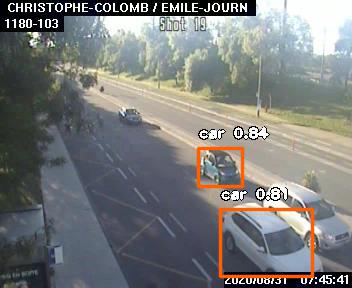 CHRISTOPHE-COLOMB / EMILE-JOURN
1180-103
Shot 19
car 0.84
car 0.81
2020/08/31 07:45:41